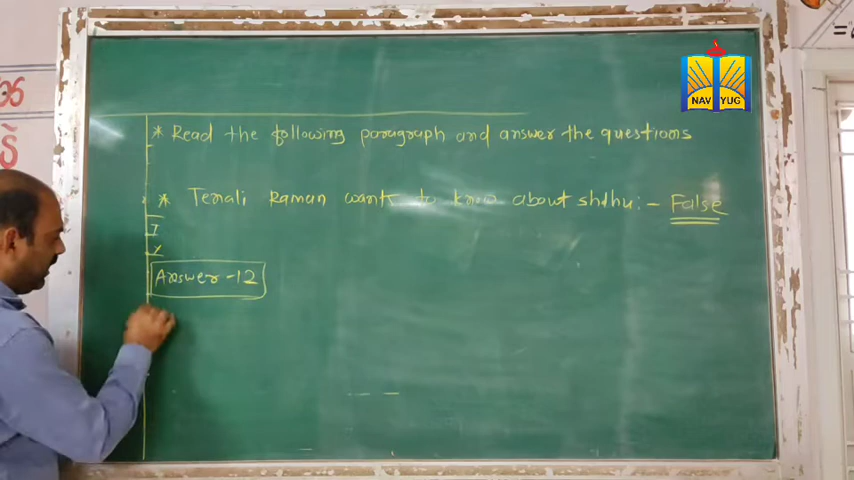 NAV YUG
* Read the following paragraph and answer the questions
* Tenali Raman wants to know about shdhu:- False
Answer-12